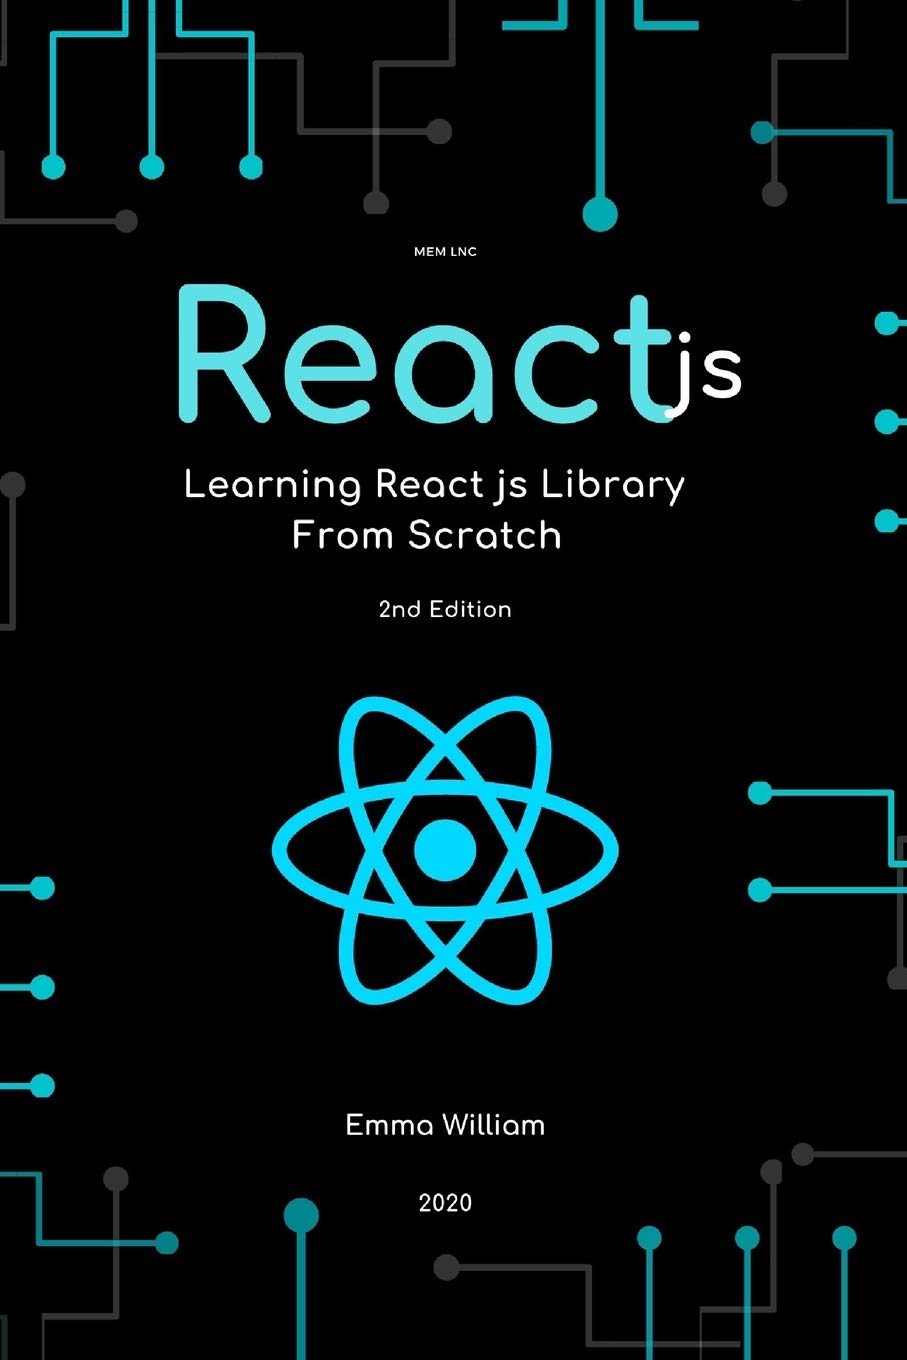 MEM LNC
Reactjs
Learning React js Library
From Scratch
2nd Edition
Emma William
2020